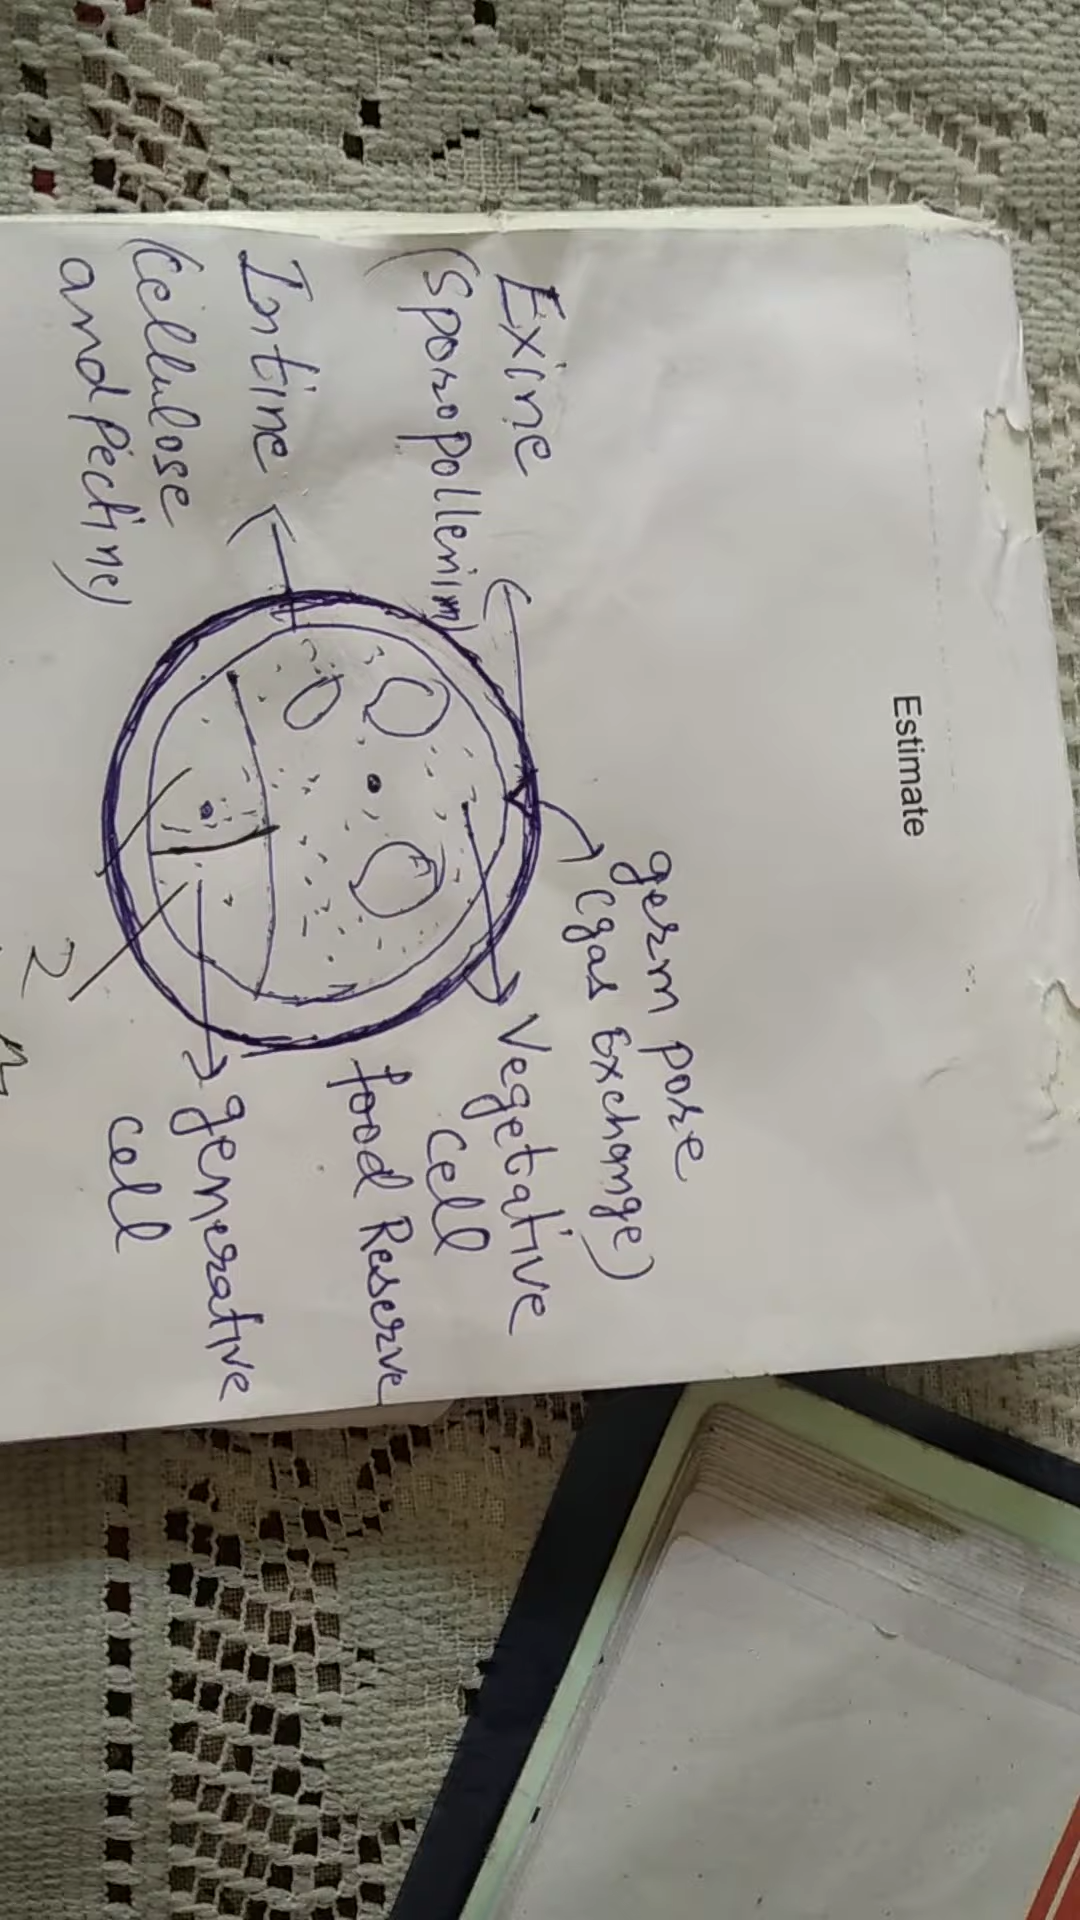 Estimate
germ pore
(gas Exchange)
Exine
(Sporopollenim)
Vegetative
Cell
food Reserve
Intine
(Cellulose
and Pectine)
generative
cell
2